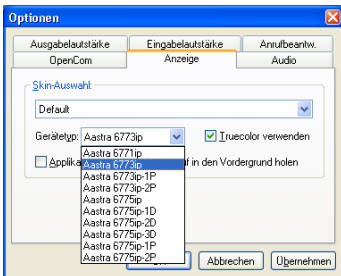 Optionen
Ausgabelautstärke Eingabelautstärke Anrufbeantw.
OpenCom Anzeige Audio
Skin-Auswahl:
Default
Gerätetyp: Aastra 6773ip Truecolor verwenden
Aastra 6771ip
Aastra 6773ip
Applika uf in den Vordergrund holen
Aastra 6773ip-1P
Aastra 6773ip-2P
Aastra 6775ip
Aastra 6775ip-1D
Aastra 6775ip-2D
Aastra 6775ip-3D
Aastra 6775ip-1P
Aastra 6775ip-2P
Abbrechen Übernehmen